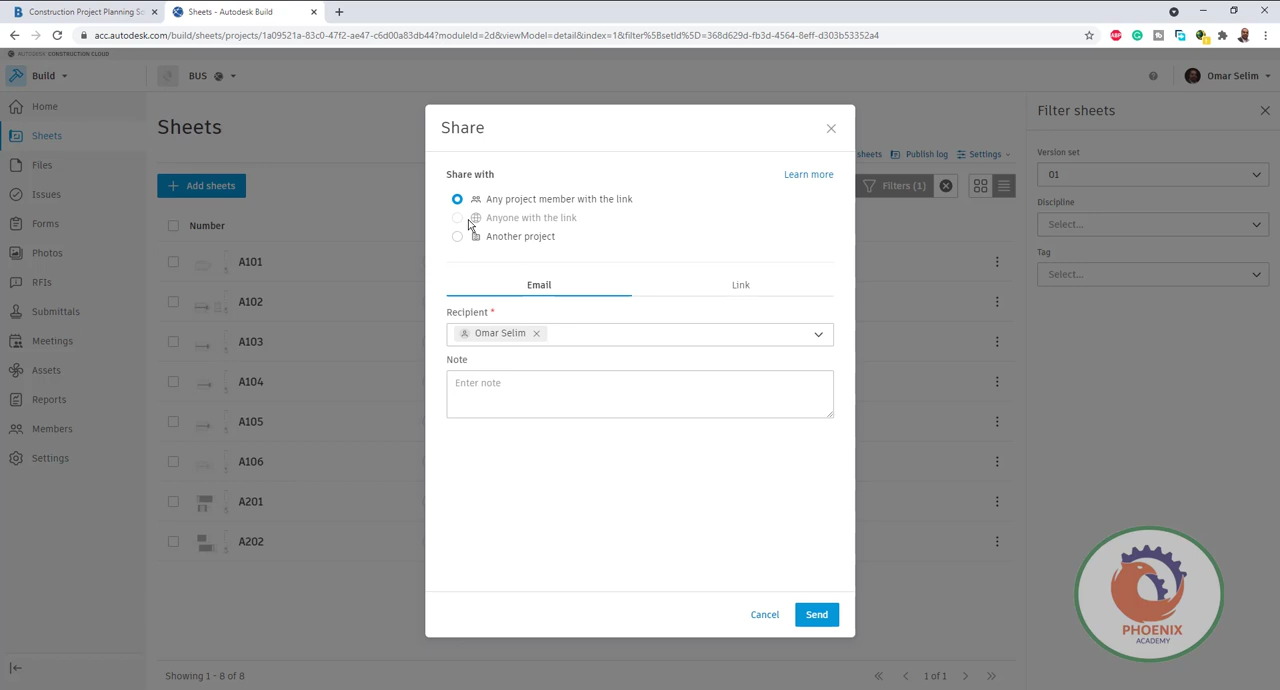 Construction Project Planning So
Sheets - Autodesk Build
acc.autodesk.com/build/sheets/projects/1a09521a-83c0-47f2-ae47-c6d00a83db44?moduleId=2d&viewModel=detail&index=1&filter%5BsetId%5D=368d629d-fb3d-4564-8eff-d303b53352a4
AUTODESK CONSTRUCTION CLOUD
Build
BUS
Omar Selim
Home
Sheets
Files
Issues
Forms
Photos
RFIs
Submittals
Meetings
Assets
Reports
Members
Settings
Sheets
sheets
Publish log
Settings
+ Add sheets
Filters (1)
Number
A101
A102
A103
A104
A105
A106
A201
A202
Showing 1 - 8 of 8
1 of 1
Share
Share with
Learn more
Any project member with the link
Anyone with the link
Another project
Email
Link
Recipient *
Omar Selim
Note
Enter note
Cancel
Send
Filter sheets
Version set
01
Discipline
Select...
Tag
Select...
PHOENIX
ACADEMY